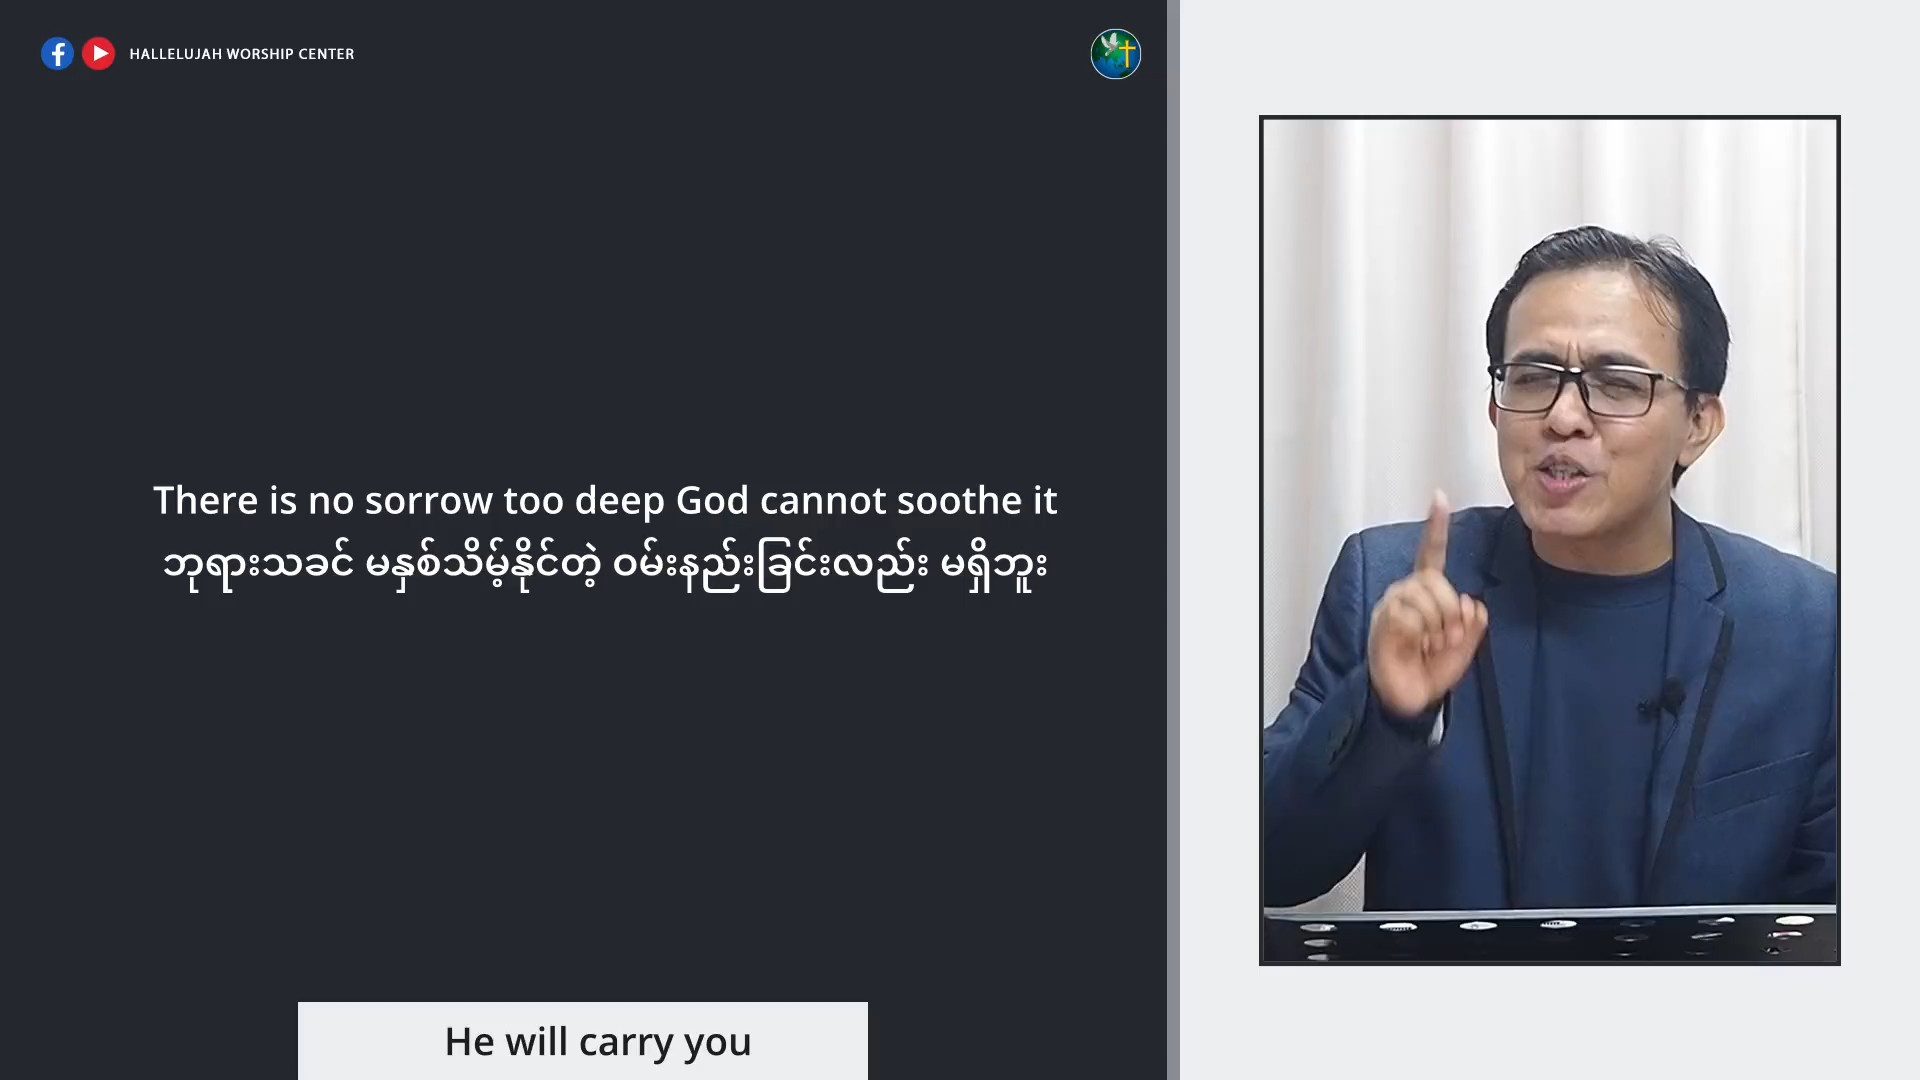 HALLELUJAH WORSHIP CENTER
There is no sorrow too deep God cannot soothe it
ဘုရားသခင် မနှစ်သိမ့်နိုင်တဲ့ ဝမ်းနည်းခြင်းလည်း မရှိဘူး
He will carry you